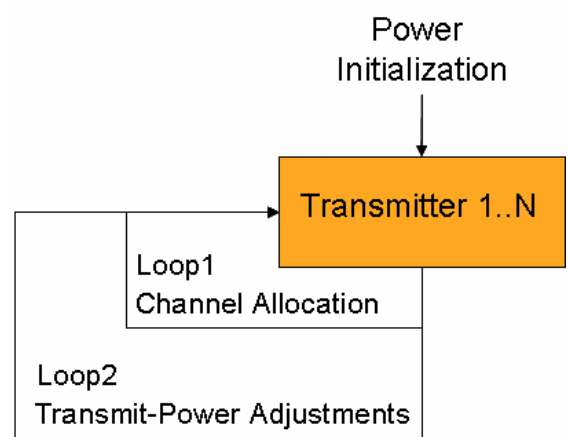 Power
Initialization
Transmitter 1..N
Loop1
Channel Allocation
Loop2
Transmit-Power Adjustments